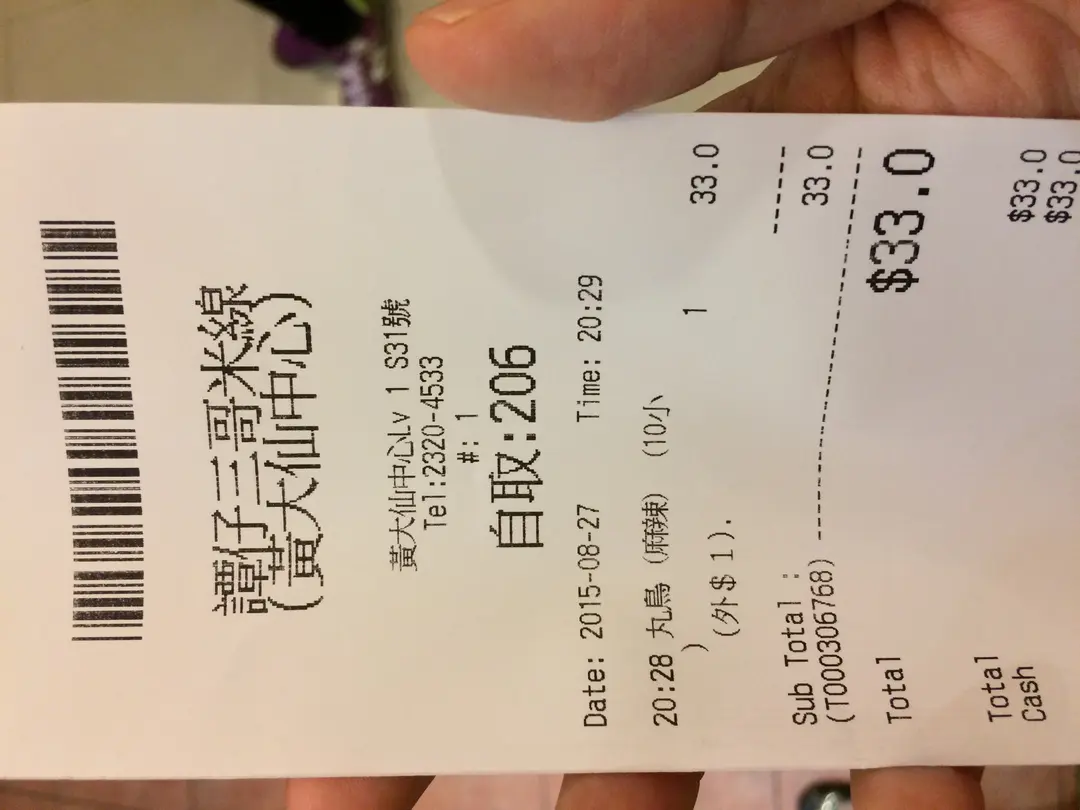 譚仔三哥米線
(黃大仙中心)
黃大仙中心Lv 1 S31號
Tel:2320-4533
#: 1
自取:206
Date: 2015-08-27 Time: 20:29
20:28 丸鳥 (麻辣) (10小
) 33.0
(外$ 1). 1
Sub Total : 33.0
(T000306768)
Total $33.0
Total $33.0
Cash $33.0